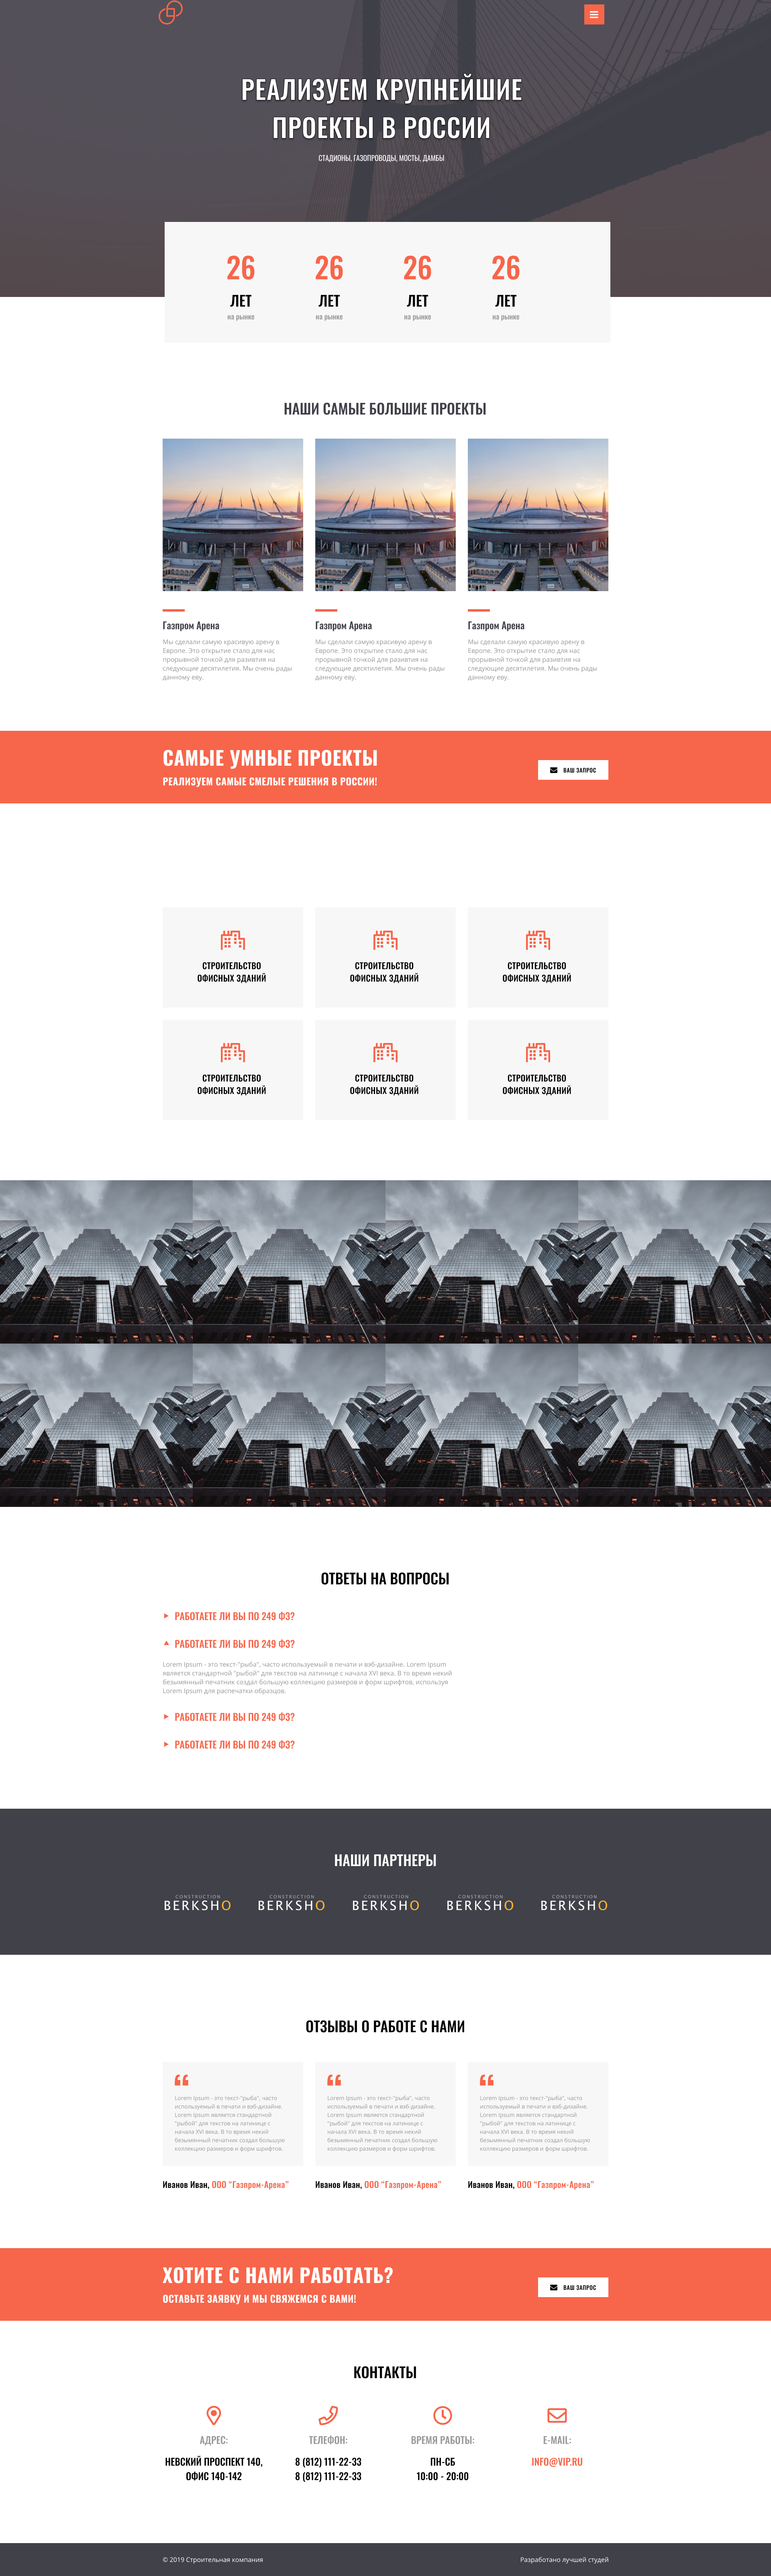 РЕАЛИЗУЕМ КРУПНЕЙШИЕ
ПРОЕКТЫ В РОССИИ
СТАДИОНЫ, ГАЗОПРОВОДЫ, МОСТЫ, ДАМБЫ
26 26 26 26
ЛЕТ ЛЕТ ЛЕТ ЛЕТ
на рынке на рынке на рынке на рынке
НАШИ САМЫЕ БОЛЬШИЕ ПРОЕКТЫ
Газпром Арена
Мы сделали самую красивую арену в
Европе. Это открытие стало для нас
прорывной точкой для разивтия на
следующие десятилетия. Мы очень рады
данному еву.
Газпром Арена
Мы сделали самую красивую арену в
Европе. Это открытие стало для нас
прорывной точкой для разивтия на
следующие десятилетия. Мы очень рады
данному еву.
Газпром Арена
Мы сделали самую красивую арену в
Европе. Это открытие стало для нас
прорывной точкой для разивтия на
следующие десятилетия. Мы очень рады
данному еву.
САМЫЕ УМНЫЕ ПРОЕКТЫ
РЕАЛИЗУЕМ САМЫЕ СМЕЛЫЕ РЕШЕНИЯ В РОССИИ!
ВАШ ЗАПРОС
СТРОИТЕЛЬСТВО
ОФИСНЫХ ЗДАНИЙ
СТРОИТЕЛЬСТВО
ОФИСНЫХ ЗДАНИЙ
СТРОИТЕЛЬСТВО
ОФИСНЫХ ЗДАНИЙ
СТРОИТЕЛЬСТВО
ОФИСНЫХ ЗДАНИЙ
СТРОИТЕЛЬСТВО
ОФИСНЫХ ЗДАНИЙ
СТРОИТЕЛЬСТВО
ОФИСНЫХ ЗДАНИЙ
ОТВЕТЫ НА ВОПРОСЫ
РАБОТАЕТЕ ЛИ ВЫ ПО 249 ФЗ?
РАБОТАЕТЕ ЛИ ВЫ ПО 249 ФЗ?
Lorem Ipsum - это текст-"рыба", часто используемый в печати и вэб-дизайне. Lorem Ipsum
является стандартной "рыбой" для текстов на латинице с начала XVI века. В то время некий
безымянный печатник создал большую коллекцию размеров и форм шрифтов, используя
Lorem Ipsum для распечатки образцов.
РАБОТАЕТЕ ЛИ ВЫ ПО 249 ФЗ?
РАБОТАЕТЕ ЛИ ВЫ ПО 249 ФЗ?
НАШИ ПАРТНЕРЫ
CONSTRUCTION CONSTRUCTION CONSTRUCTION CONSTRUCTION CONSTRUCTION
BERKSHO BERKSHO BERKSHO BERKSHO BERKSHO
ОТЗЫВЫ О РАБОТЕ С НАМИ
Lorem Ipsum - это текст-"рыба", часто
используемый в печати и вэб-дизайне.
Lorem Ipsum является стандартной
"рыбой" для текстов на латинице с
начала XVI века. В то время некий
безымянный печатник создал большую
коллекцию размеров и форм шрифтов.
Иванов Иван, ООО “Газпром-Арена”
Lorem Ipsum - это текст-"рыба", часто
используемый в печати и вэб-дизайне.
Lorem Ipsum является стандартной
"рыбой" для текстов на латинице с
начала XVI века. В то время некий
безымянный печатник создал большую
коллекцию размеров и форм шрифтов.
Иванов Иван, ООО “Газпром-Арена”
Lorem Ipsum - это текст-"рыба", часто
используемый в печати и вэб-дизайне.
Lorem Ipsum является стандартной
"рыбой" для текстов на латинице с
начала XVI века. В то время некий
безымянный печатник создал большую
коллекцию размеров и форм шрифтов.
Иванов Иван, ООО “Газпром-Арена”
ХОТИТЕ С НАМИ РАБОТАТЬ?
ОСТАВЬТЕ ЗАЯВКУ И МЫ СВЯЖЕМСЯ С ВАМИ!
ВАШ ЗАПРОС
КОНТАКТЫ
АДРЕС:
НЕВСКИЙ ПРОСПЕКТ 140,
ОФИС 140-142
ТЕЛЕФОН:
8 (812) 111-22-33
8 (812) 111-22-33
ВРЕМЯ РАБОТЫ:
ПН-СБ
10:00 - 20:00
E-MAIL:
INFO@VIP.RU
© 2019 Строительная компания
Разработано лучшей студей